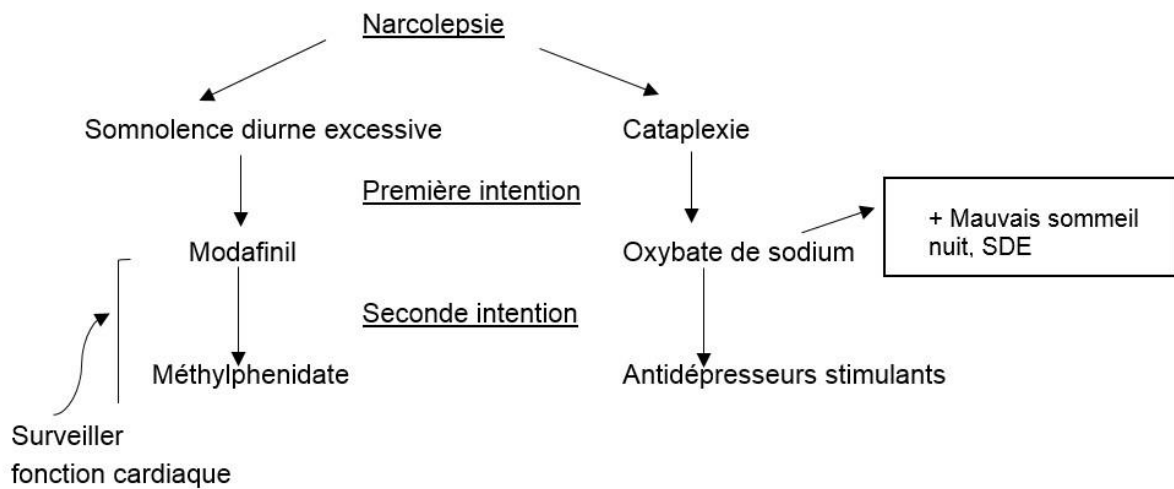 Narcolepsie
Somnolence diurne excessive
Cataplexie
Première intention
Modafinil
Oxybate de sodium
+ Mauvais sommeil
nuit, SDE
Seconde intention
Méthylphenidate
Antidépresseurs stimulants
Surveiller
fonction cardiaque